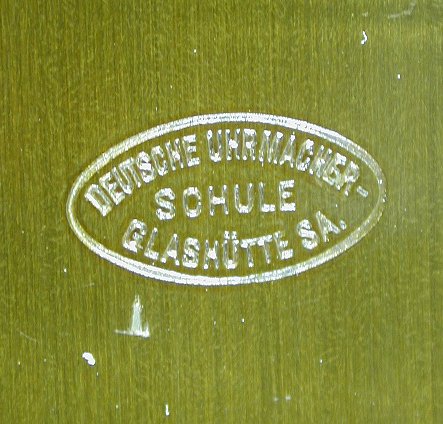 DEUTSCHE UHRMACHER-
SCHULE
GLASHÜTTE SA.